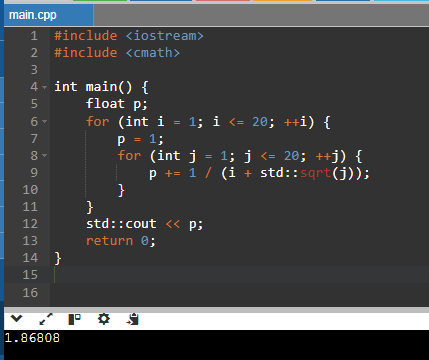 main.cpp
1 #include <iostream>
2 #include <cmath>
3
4 int main() {
5     float p;
6     for (int i = 1; i <= 20; ++i) {
7         p = 1;
8         for (int j = 1; j <= 20; ++j) {
9             p += 1 / (i + std::sqrt(j));
10         }
11     }
12     std::cout << p;
13     return 0;
14 }
15
16
1.86808